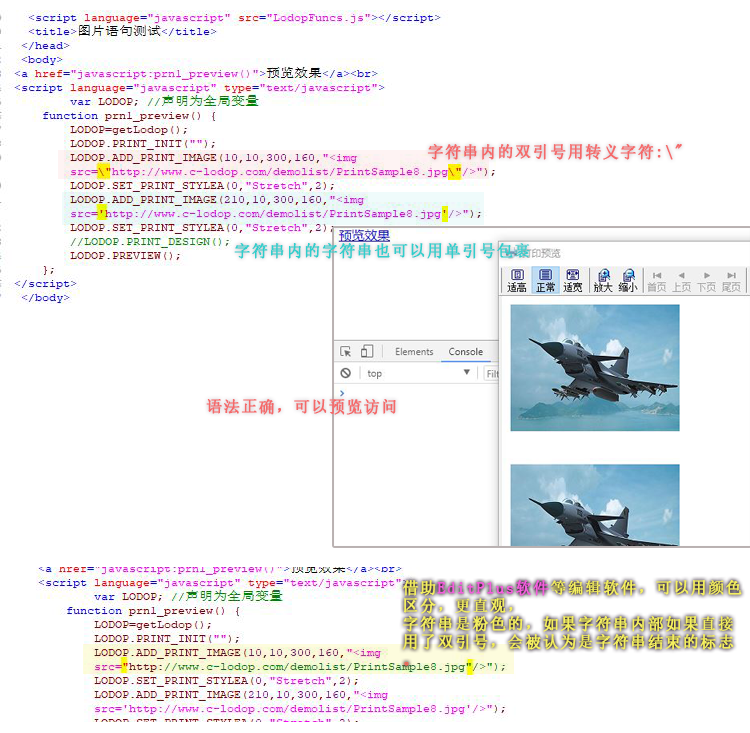 <script language="javascript" src="LodopFuncs.js"></script>
<title>图片语句测试</title>
</head>
<body>
<a href="javascript:prn1_preview()">预览效果</a><br>
<script language="javascript" type="text/javascript">
var LODOP; //声明为全局变量
function prn1_preview() {
LODOP=getLodop();
LODOP.PRINT_INIT("");
LODOP.ADD_PRINT_IMAGE(10,10,300,160,"<img
字符串内的双引号用转义字符:\"
src=\"http://www.c-lodop.com/demolist/PrintSample8.jpg\"/>");
LODOP.SET_PRINT_STYLEA(0,"Stretch",2);
LODOP.ADD_PRINT_IMAGE(210,10,300,160,"<img
src='http://www.c-lodop.com/demolist/PrintSample8.jpg'/>");
LODOP.SET_PRINT_STYLEA(0,"Stretch",2);
//LODOP.PRINT_DESIGN();
字符串内的字符串也可以用单引号包裹
LODOP.PREVIEW();
};
</script>
</body>
预览效果
打印预览
适高 正常 适宽 放大 缩小 首页 上页 下页 尾页
Elements Console
top Filt
语法正确，可以预览访问
<a href="javascript:prn1_preview()">预览效果</a><br>
<script language="javascript" type="text/javascript">
var LODOP; //声明为全局变量
function prn1_preview() {
LODOP=getLodop();
LODOP.PRINT_INIT("");
LODOP.ADD_PRINT_IMAGE(10,10,300,160,"<img
src="http://www.c-lodop.com/demolist/PrintSample8.jpg"/>");
LODOP.SET_PRINT_STYLEA(0,"Stretch",2);
LODOP.ADD_PRINT_IMAGE(210,10,300,160,"<img
src='http://www.c-lodop.com/demolist/PrintSample8.jpg'/>");
LODOP.SET_PRINT_STYLEA(0,"Stretch",2);
借助EditPlus软件等编辑软件，可以用颜色
区分，更直观，
字符串是粉色的，如果字符串内部如果直接
用了双引号，会被认为是字符串结束的标志